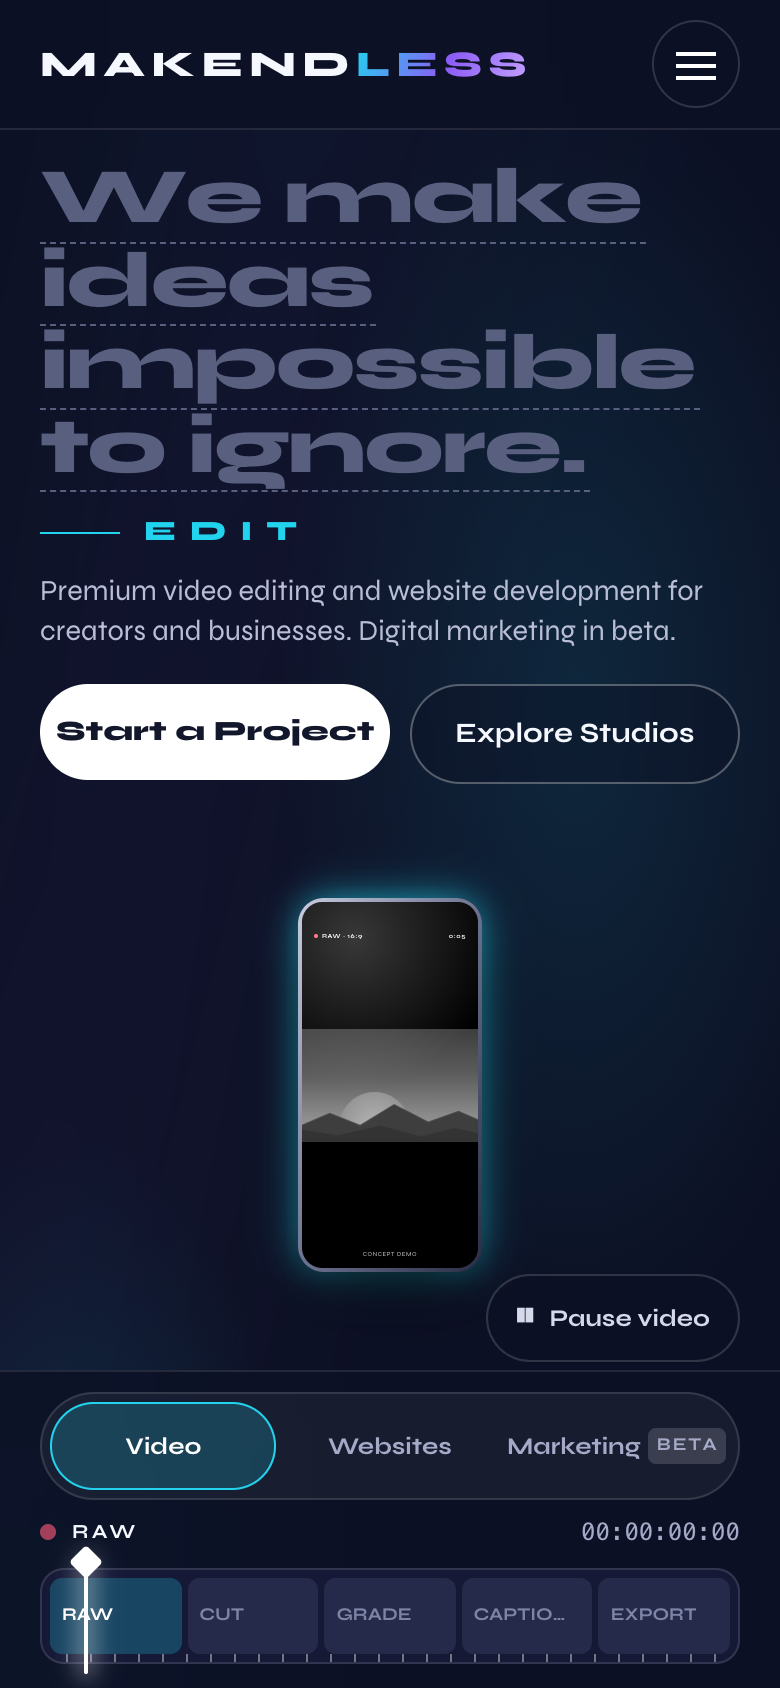 MAKENDLESS
We make
ideas
impossible
to ignore.
EDIT
Premium video editing and website development for
creators and businesses. Digital marketing in beta.
Start a Project
Explore Studios
RAW · 16:9
0:05
CONCEPT DEMO
Pause video
Video
Websites
Marketing BETA
RAW
00:00:00:00
RAW
CUT
GRADE
CAPTIO...
EXPORT